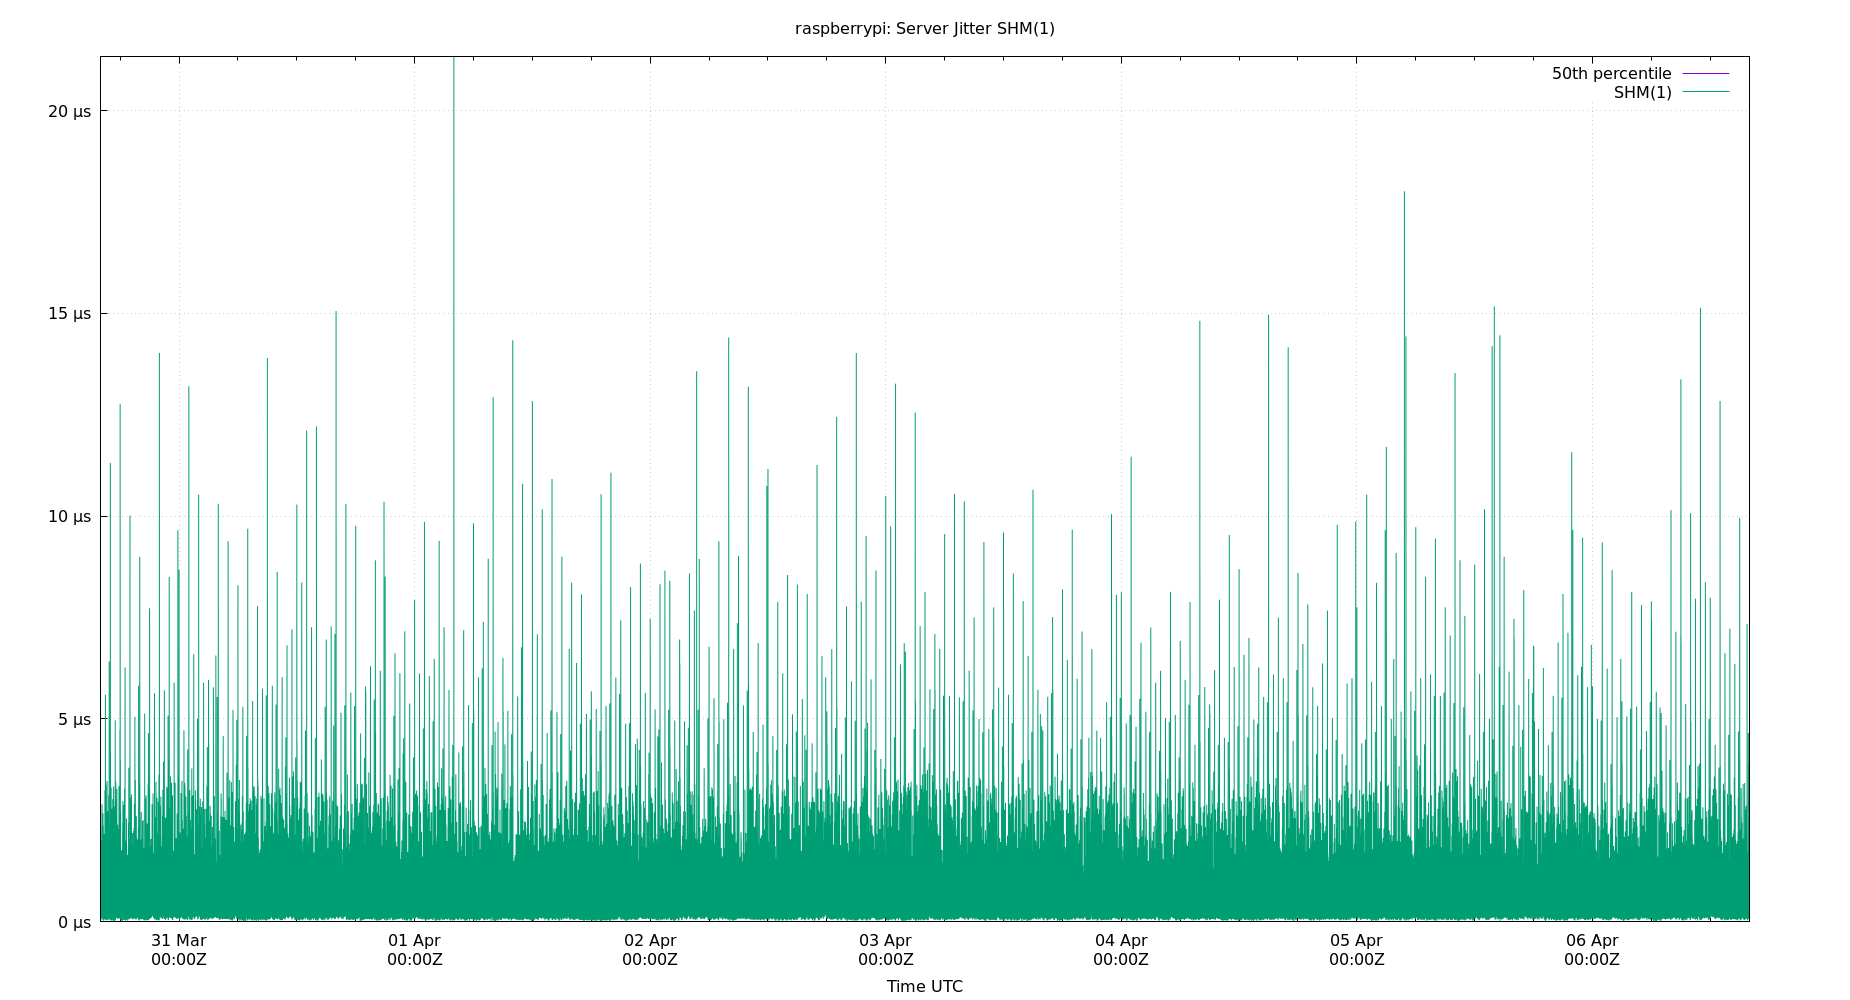 raspberrypi: Server Jitter SHM(1)
50th percentile
SHM(1)
20 µs
15 µs
10 µs
5 µs
0 µs
31 Mar
00:00Z
01 Apr
00:00Z
02 Apr
00:00Z
03 Apr
00:00Z
04 Apr
00:00Z
05 Apr
00:00Z
06 Apr
00:00Z
Time UTC